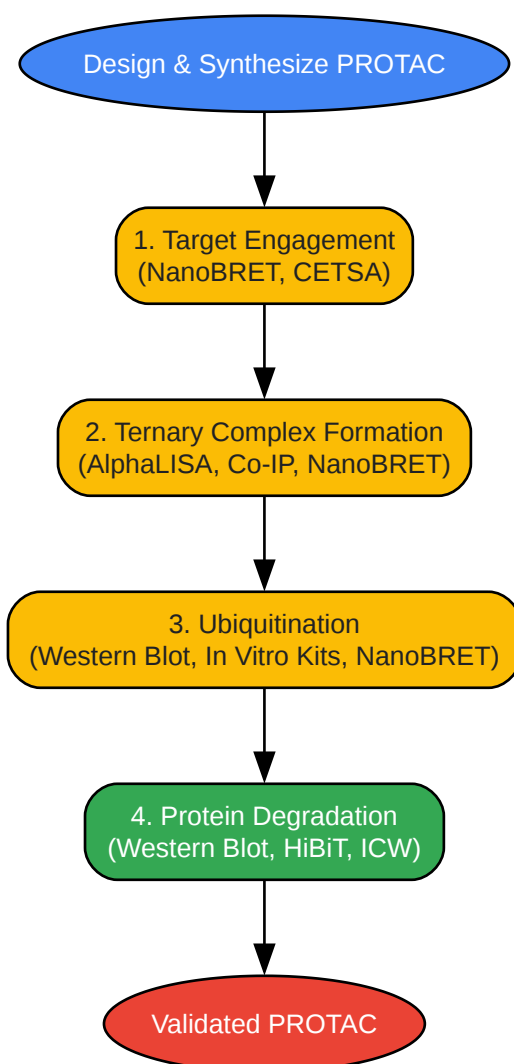 Design & Synthesize PROTAC
1. Target Engagement
(NanoBRET, CETSA)
2. Ternary Complex Formation
(AlphaLISA, Co-IP, NanoBRET)
3. Ubiquitination
(Western Blot, In Vitro Kits, NanoBRET)
4. Protein Degradation
(Western Blot, HiBiT, ICW)
Validated PROTAC